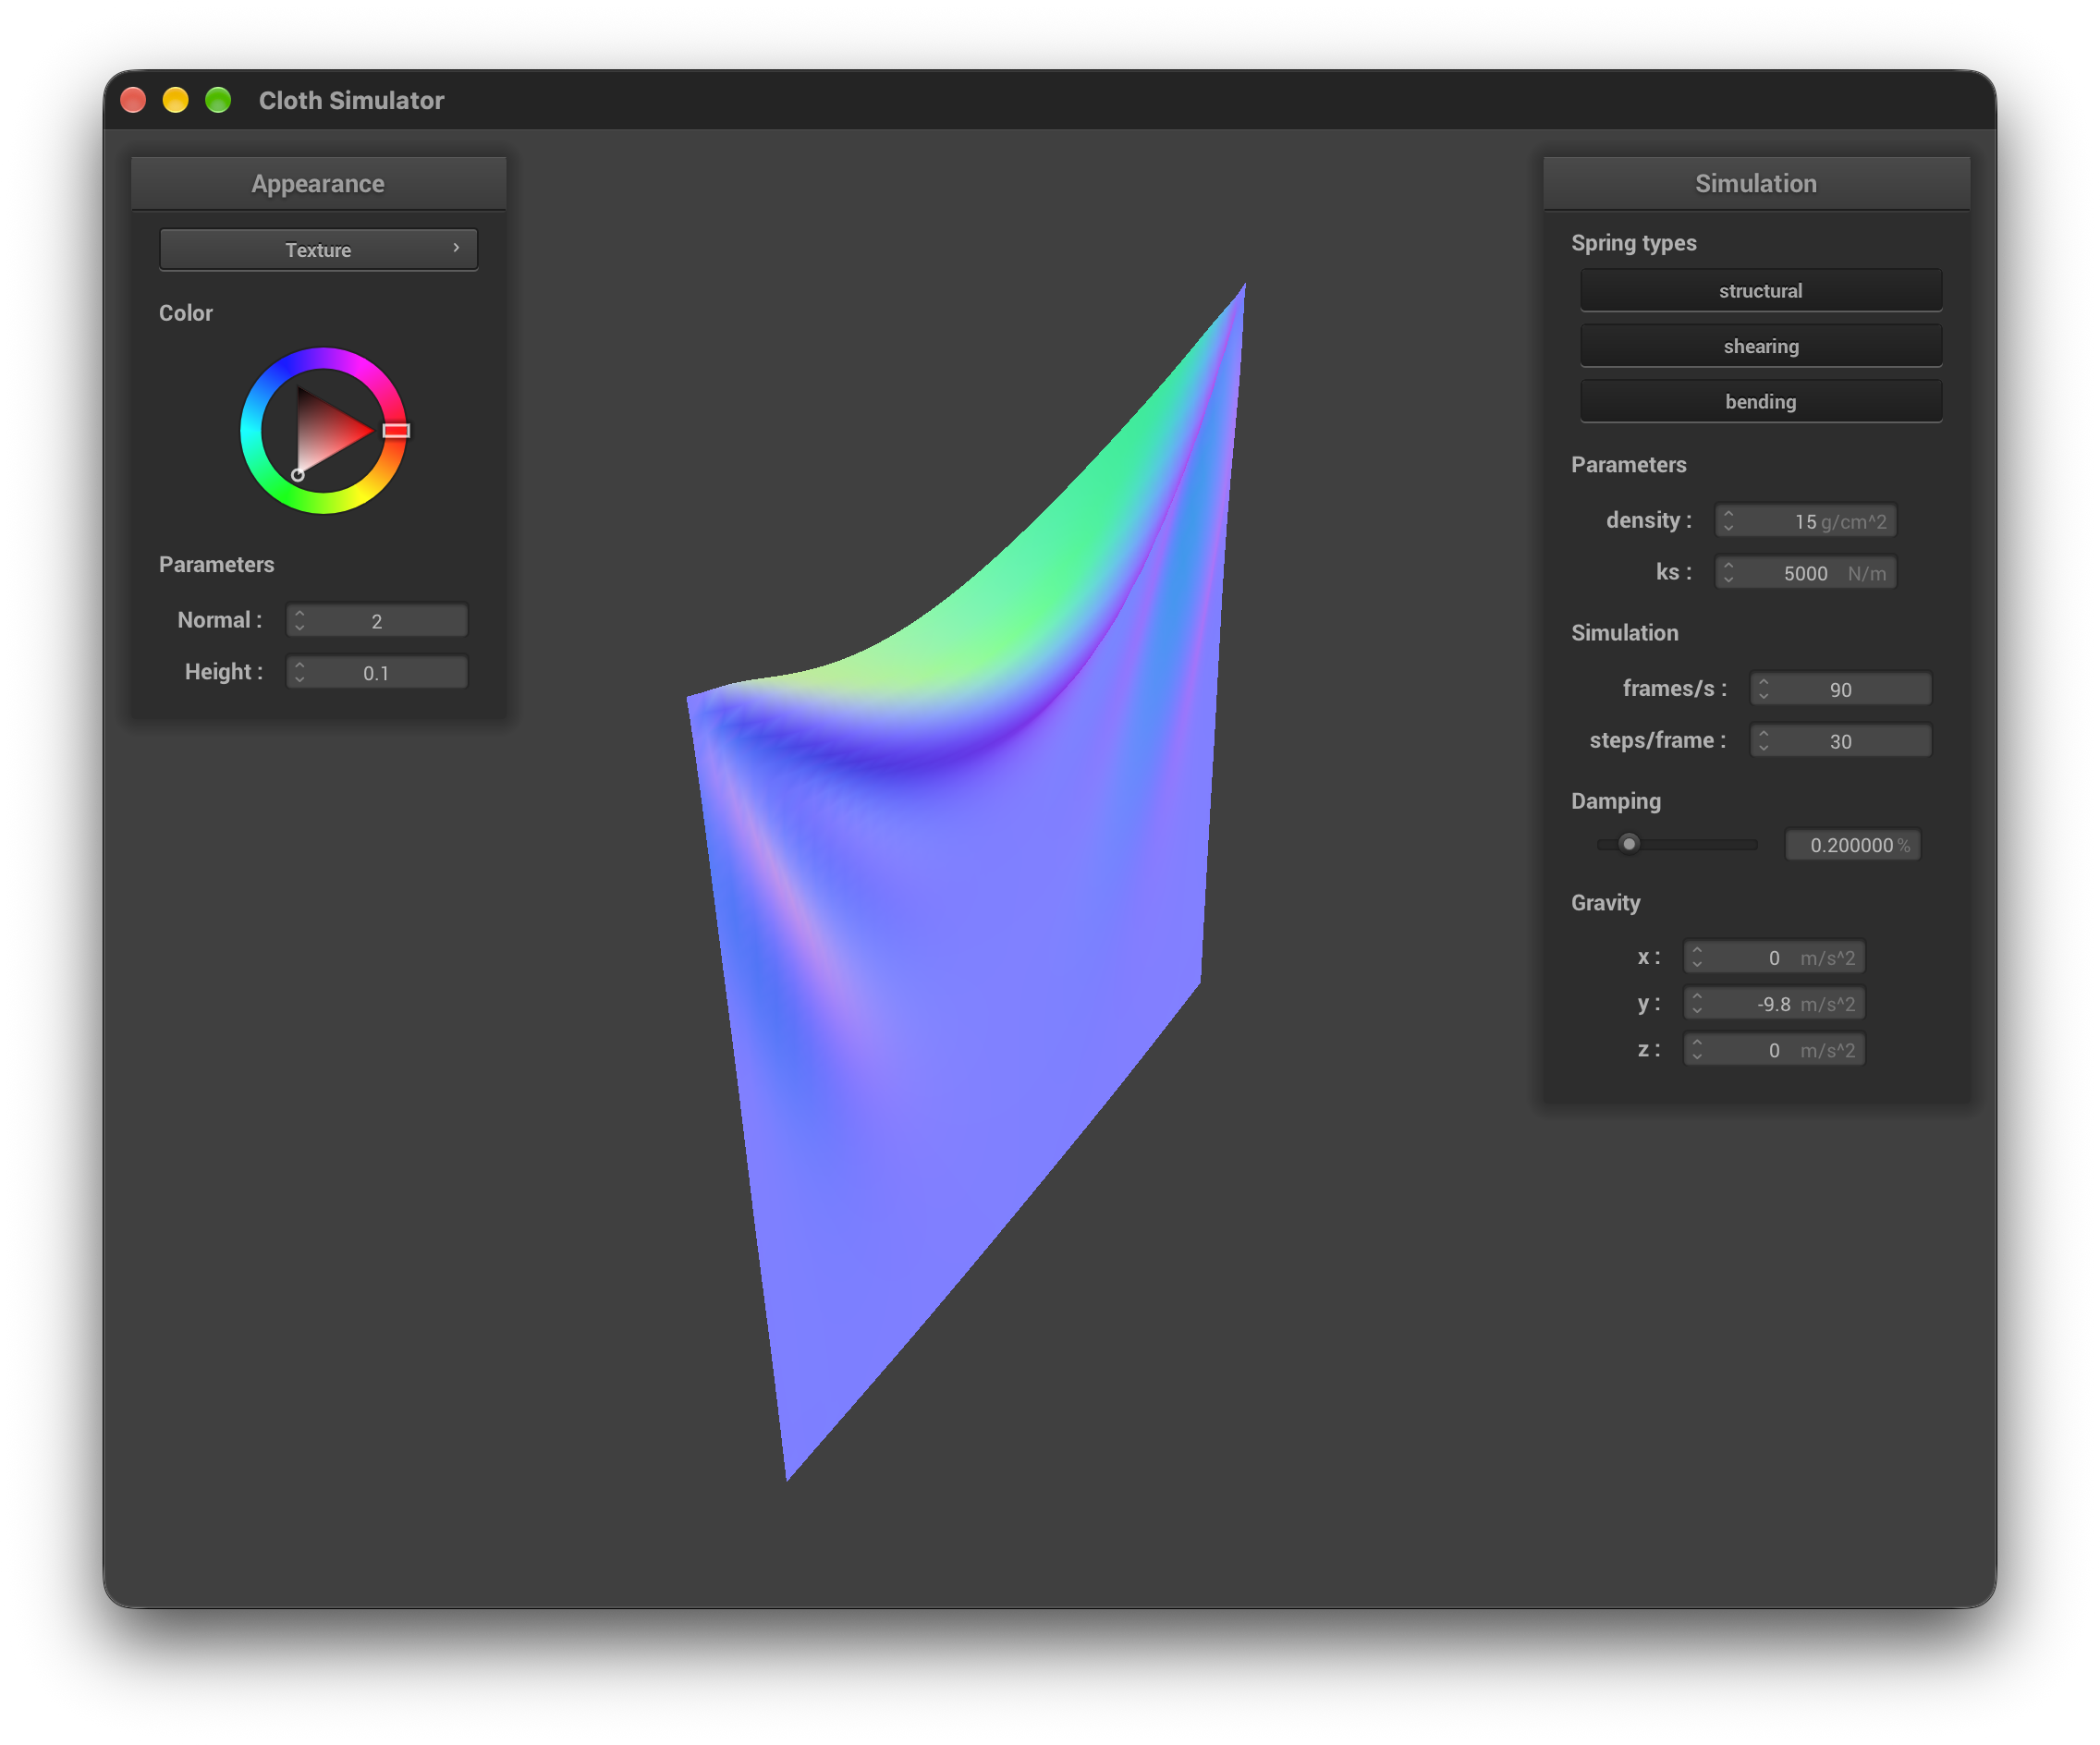 Cloth Simulator
Appearance
Texture
Color
Parameters
Normal : 2
Height : 0.1
Simulation
Spring types
structural
shearing
bending
Parameters
density : 15 g/cm^2
ks : 5000 N/m
Simulation
frames/s : 90
steps/frame : 30
Damping
0.200000 %
Gravity
x : 0 m/s^2
y : -9.8 m/s^2
z : 0 m/s^2